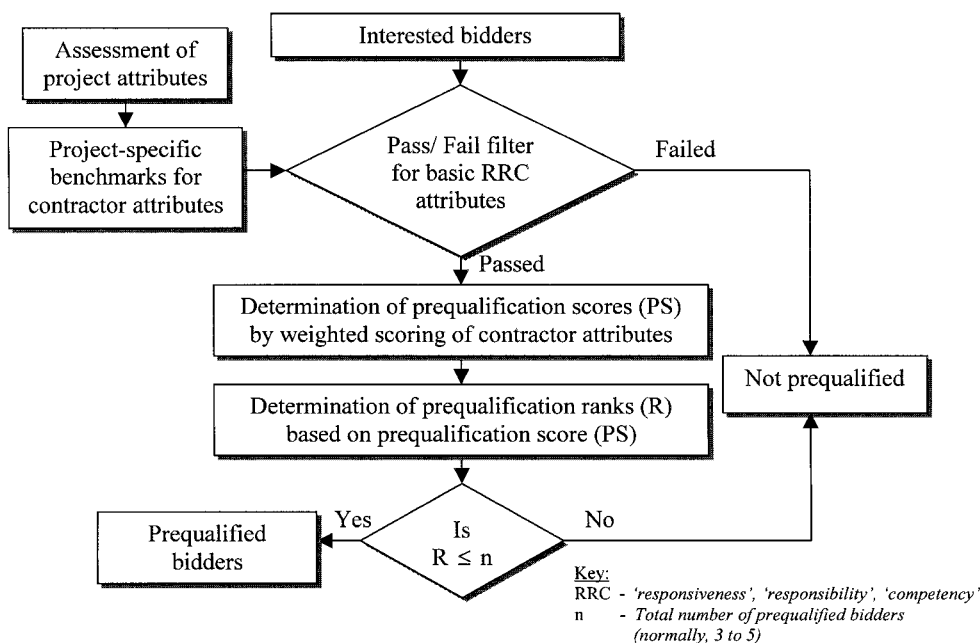 Interested bidders
Assessment of
project attributes
Project-specific
benchmarks for
contractor attributes
Pass/ Fail filter
for basic RRC
attributes
Failed
Passed
Determination of prequalification scores (PS)
by weighted scoring of contractor attributes
Not prequalified
Determination of prequalification ranks (R)
based on prequalification score (PS)
Yes
Is
R ≤ n
No
Prequalified
bidders
Key:
RRC - 'responsiveness', 'responsibility', 'competency'
n - Total number of prequalified bidders
(normally, 3 to 5)